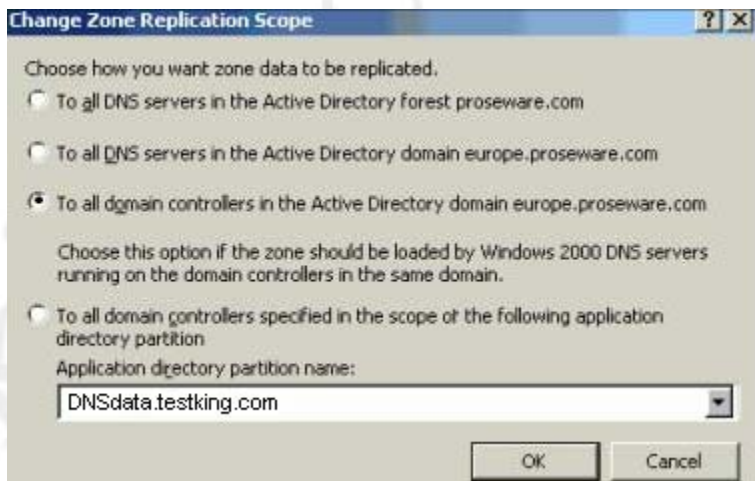 Change Zone Replication Scope
Choose how you want zone data to be replicated.
To all DNS servers in the Active Directory forest proseware.com
To all DNS servers in the Active Directory domain europe.proseware.com
To all domain controllers in the Active Directory domain europe.proseware.com
Choose this option if the zone should be loaded by Windows 2000 DNS servers
running on the domain controllers in the same domain.
To all domain controllers specified in the scope of the following application
directory partition
Application directory partition name:
DNSdata.testking.com
OK Cancel